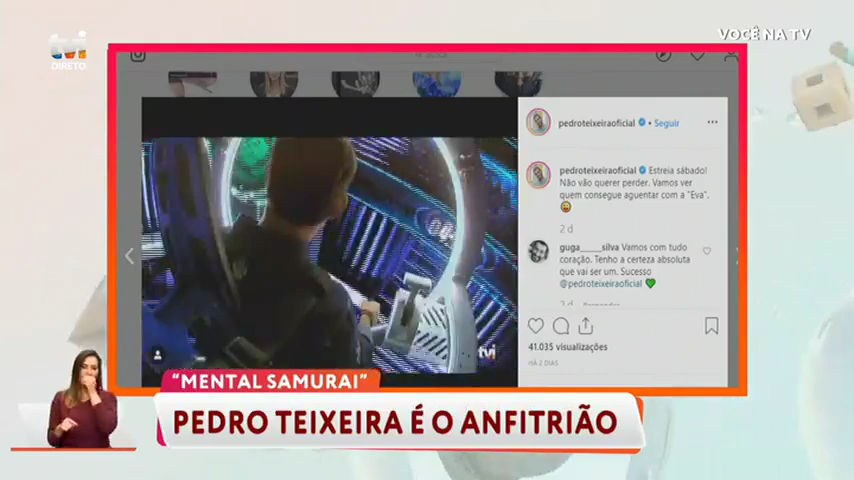 tvi
DIRETO
VOCÊ NA TV
pedroteixeiraoficial • Seguir
pedroteixeiraoficial Estreia sábado!
Não vão querer perder. Vamos ver
quem consegue aguentar com a "Eva".
2 d
guga_____silva Vamos com tudo
coração. Tenho a certeza absoluta
que vai ser um. Sucesso
@pedroteixeiraoficial
2 d
41.035 visualizações
HÁ 2 DIAS
tvi
"MENTAL SAMURAI"
PEDRO TEIXEIRA É O ANFITRIÃO